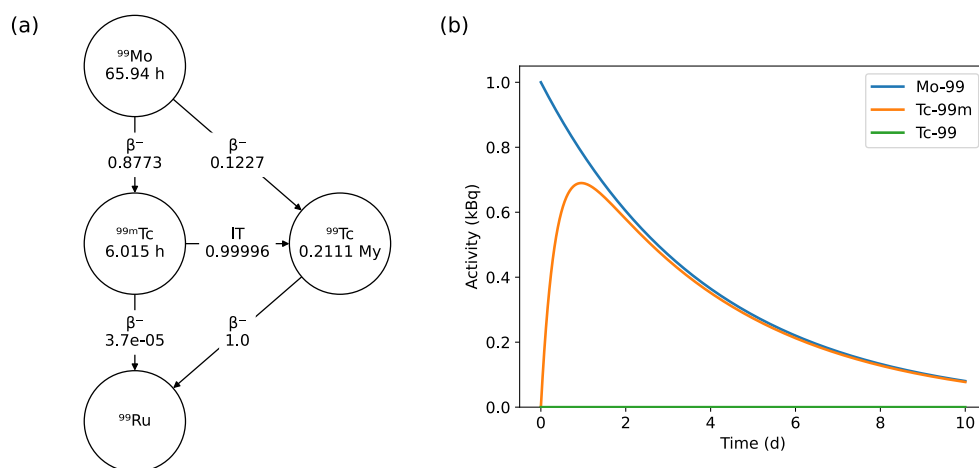 (a)
⁹⁹Mo
65.94 h
β⁻
0.8773
β⁻
0.1227
⁹⁹ᵐTc
6.015 h
IT
0.99996
⁹⁹Tc
0.2111 My
β⁻
3.7e-05
β⁻
1.0
⁹⁹Ru
(b)
Mo-99
Tc-99m
Tc-99
1.0
0.8
0.6
0.4
0.2
0.0
Activity (kBq)
0 2 4 6 8 10
Time (d)